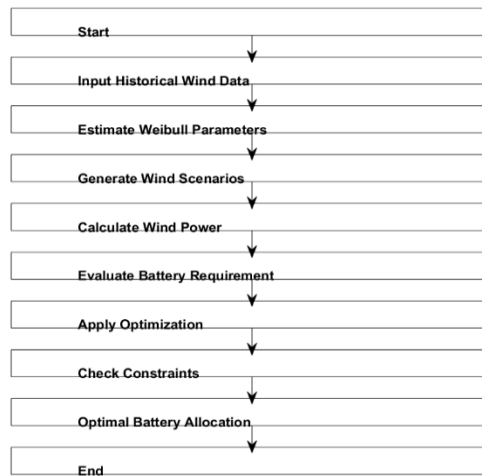 Start
Input Historical Wind Data
Estimate Weibull Parameters
Generate Wind Scenarios
Calculate Wind Power
Evaluate Battery Requirement
Apply Optimization
Check Constraints
Optimal Battery Allocation
End